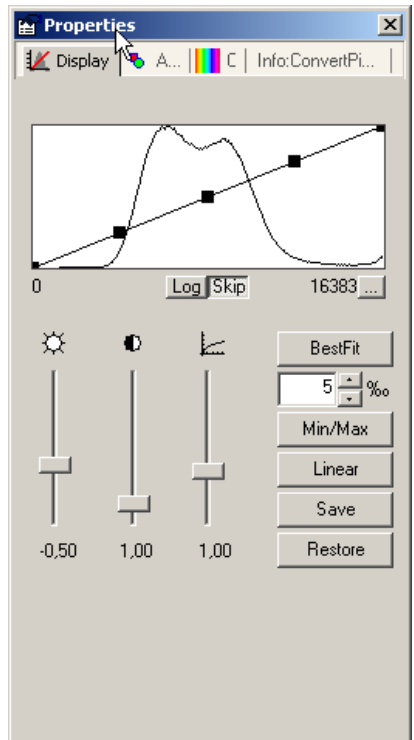 Properties
Display A... C Info:ConvertPi...
0 Log Skip 16383 ...
BestFit
5 ‰
Min/Max
Linear
Save
-0,50 1,00 1,00 Restore